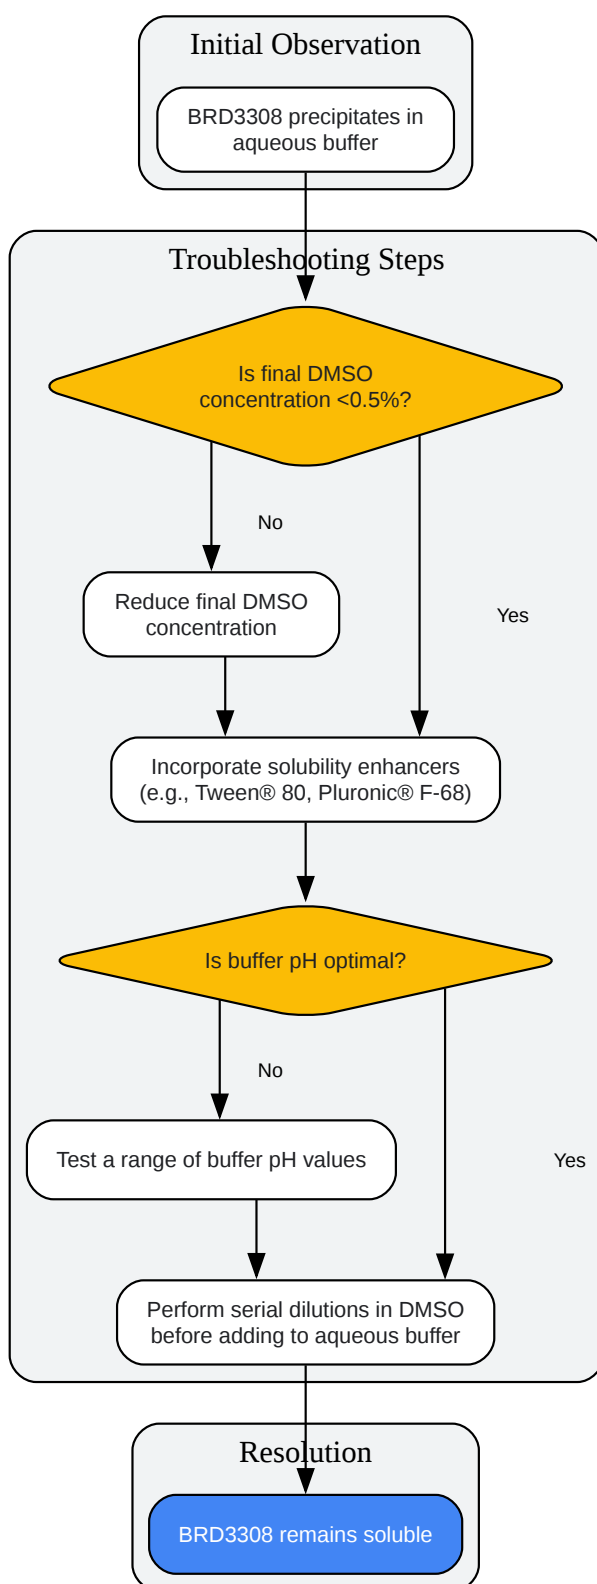 Initial Observation
BRD3308 precipitates in
aqueous buffer
Troubleshooting Steps
Is final DMSO
concentration <0.5%?
No
Reduce final DMSO
concentration
Yes
Incorporate solubility enhancers
(e.g., Tween® 80, Pluronic® F-68)
Is buffer pH optimal?
No
Test a range of buffer pH values
Yes
Perform serial dilutions in DMSO
before adding to aqueous buffer
Resolution
BRD3308 remains soluble